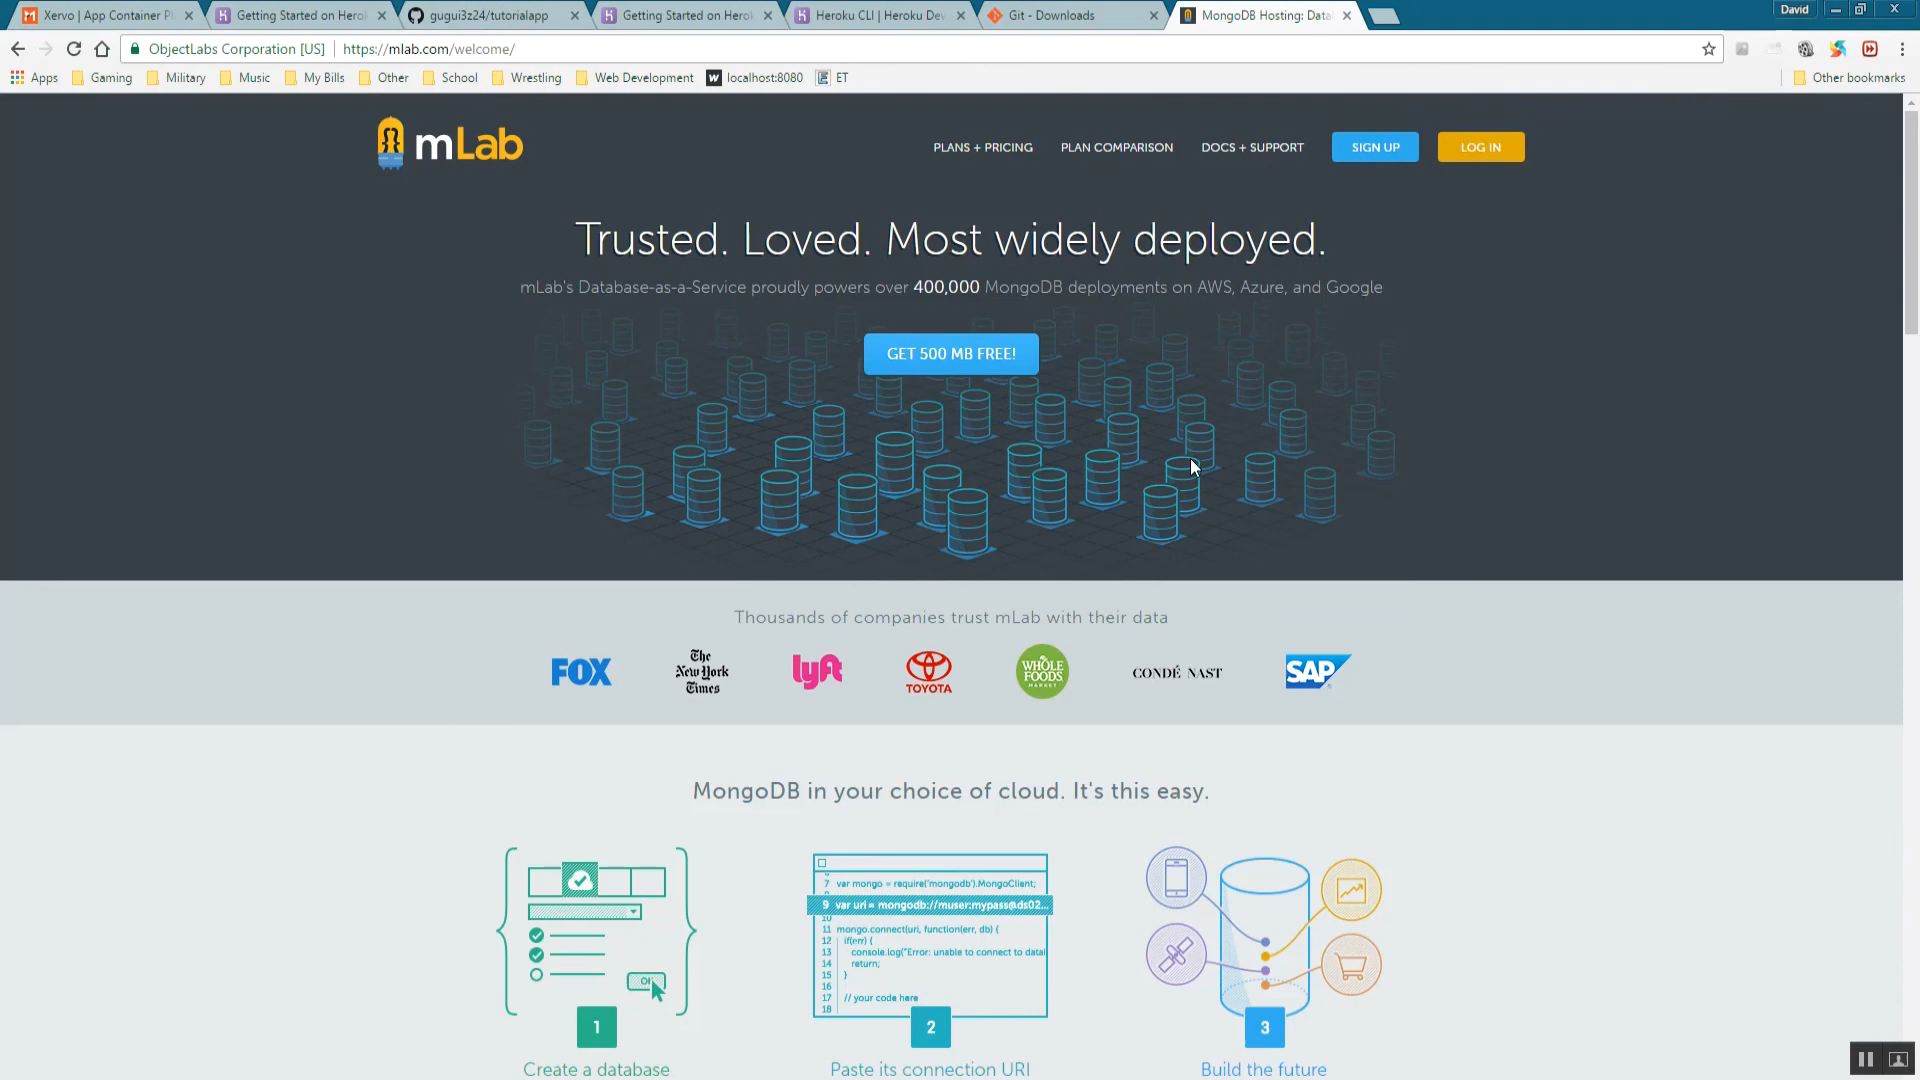 Xervo | App Container Pl
Getting Started on Herok
gugui3z24/tutorialapp
Getting Started on Herok
Heroku CLI | Heroku Dev
Git - Downloads
MongoDB Hosting: Data
David
ObjectLabs Corporation [US]
https://mlab.com/welcome/
Apps
Gaming
Military
Music
My Bills
Other
School
Wrestling
Web Development
localhost:8080
ET
Other bookmarks
mLab
PLANS + PRICING
PLAN COMPARISON
DOCS + SUPPORT
SIGN UP
LOG IN
Trusted. Loved. Most widely deployed.
mLab's Database-as-a-Service proudly powers over 400,000 MongoDB deployments on AWS, Azure, and Google
GET 500 MB FREE!
Thousands of companies trust mLab with their data
FOX
The
New York
Times
lyft
TOYOTA
WHOLE
FOODS
MARKET
CONDÉ NAST
SAP
MongoDB in your choice of cloud. It's this easy.
7 var mongo = require('mongodb').MongoClient;
9 var uri = mongodb://muser:mypass@ds02...
10
11 mongo.connect(uri, function(err, db) {
12 if(err) {
13 console.log("Error: unable to connect to data
14 return;
15 }
16
17 // your code here
18
1
2
3
Create a database
Paste its connection URI
Build the future